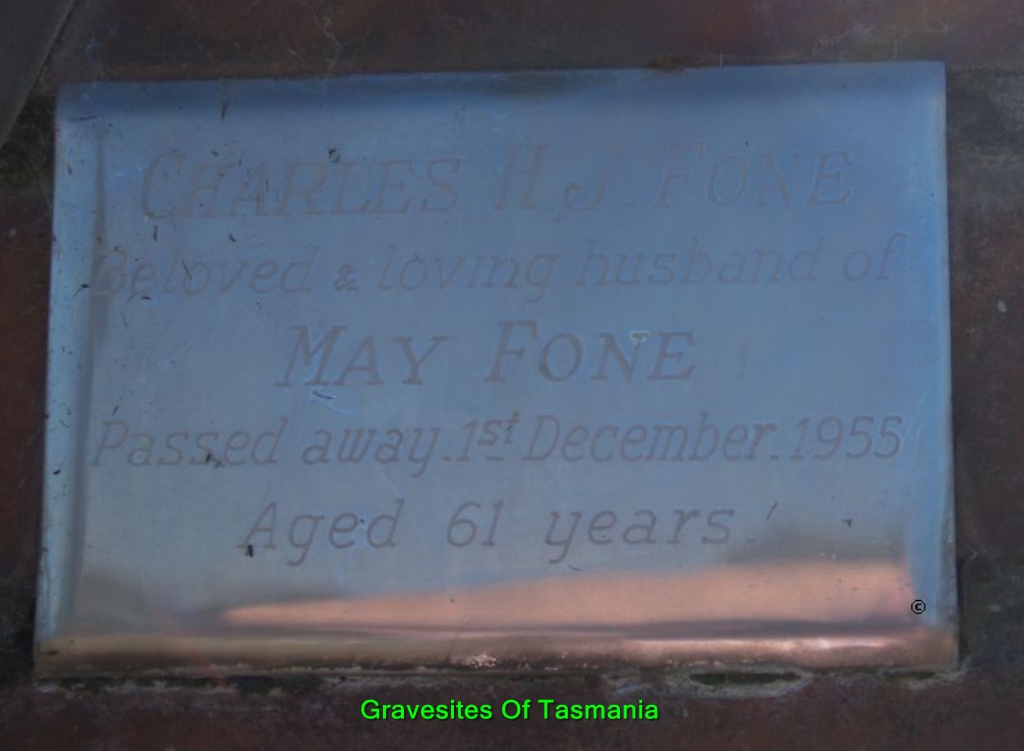 CHARLES H. J. FONE
Beloved & loving husband of
MAY FONE
Passed away.1st December.1955
Aged 61 years.
©
Gravesites Of Tasmania